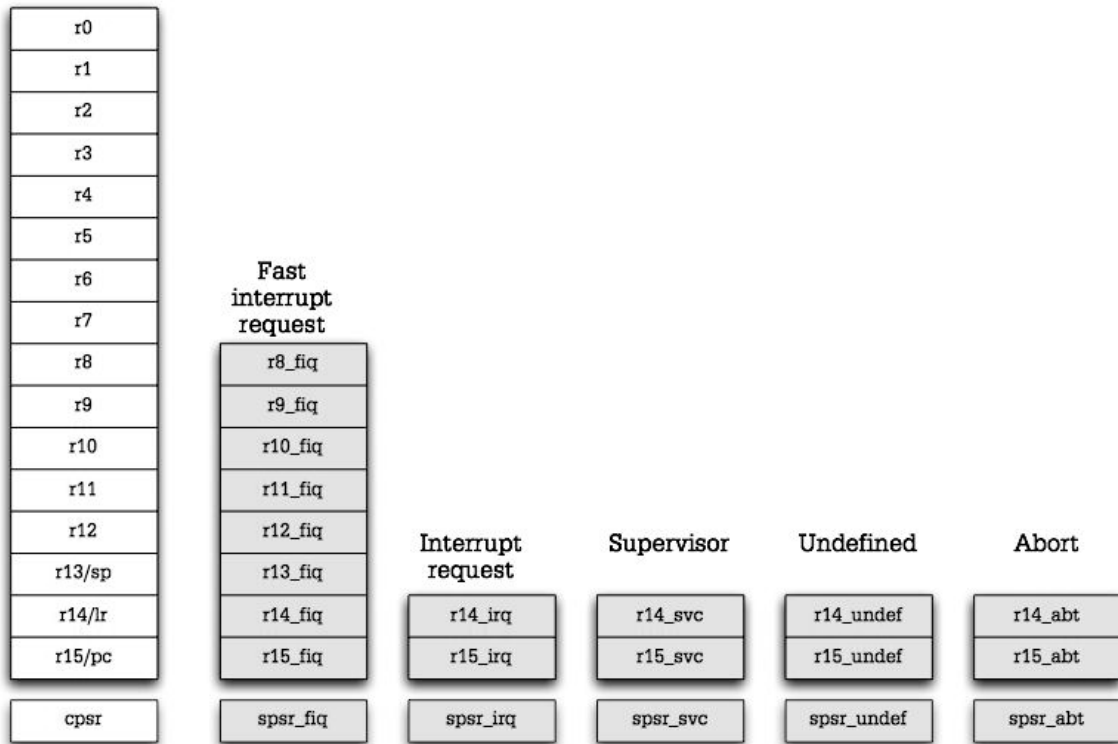 r0
r1
r2
r3
r4
r5
r6
r7
r8
r9
r10
r11
r12
r13/sp
r14/lr
r15/pc
cpsr
Fast
interrupt
request
r8_fiq
r9_fiq
r10_fiq
r11_fiq
r12_fiq
r13_fiq
r14_fiq
r15_fiq
spsr_fiq
Interrupt
request
r14_irq
r15_irq
spsr_irq
Supervisor
r14_svc
r15_svc
spsr_svc
Undefined
r14_undef
r15_undef
spsr_undef
Abort
r14_abt
r15_abt
spsr_abt